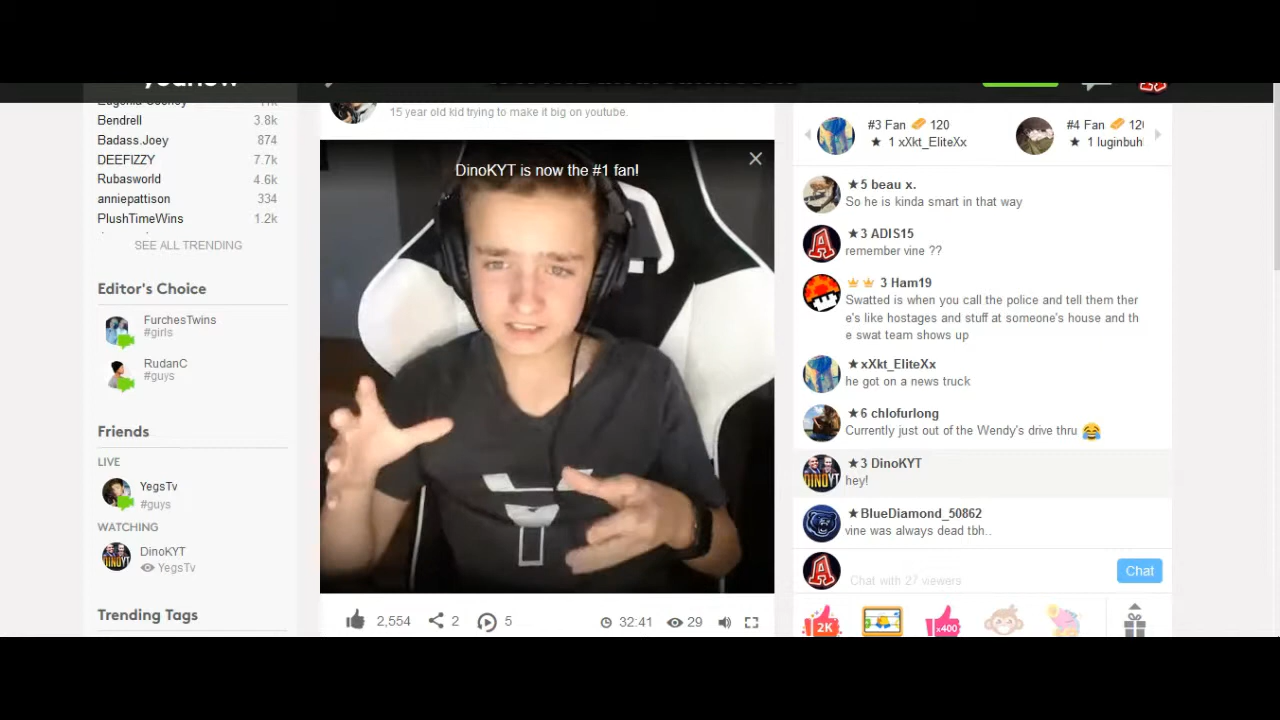 younow
Eugenia Cooney 11k
Bendrell 3.8k
Badass.Joey 874
DEEFIZZY 7.7k
Rubasworld 4.6k
anniepattison 334
PlushTimeWins 1.2k
SEE ALL TRENDING
Editor's Choice
FurchesTwins
#girls
RudanC
#guys
Friends
LIVE
YegsTv
#guys
WATCHING
DinoKYT
YegsTv
Trending Tags
15 year old kid trying to make it big on youtube.
DinoKYT is now the #1 fan!
2,554 2 5 32:41 29
#3 Fan 120
★ 1 xXkt_EliteXx
#4 Fan
★ 1 luginbuh
★5 beau x.
So he is kinda smart in that way
★3 ADIS15
remember vine ??
3 Ham19
Swatted is when you call the police and tell them ther
e's like hostages and stuff at someone's house and th
e swat team shows up
★xXkt_EliteXx
he got on a news truck
★6 chlofurlong
Currently just out of the Wendy's drive thru 😂
★3 DinoKYT
hey!
★BlueDiamond_50862
vine was always dead tbh..
Chat with 27 viewers
Chat
2K
x400